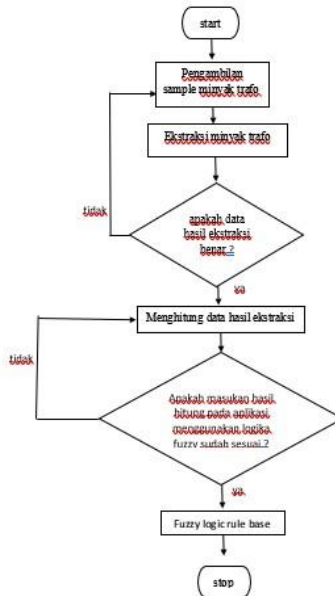 start
Pengambilan
sample minyak trafo
Ekstraksi minyak trafo
tidak
apakah data
hasil ekstraksi
benar.?
ya
Menghitung data hasil ekstraksi
tidak
Apakah masukan hasil
hitung pada aplikasi
menggunakan logika
fuzzy sudah sesuai.?
ya
Fuzzy logic rule base
stop